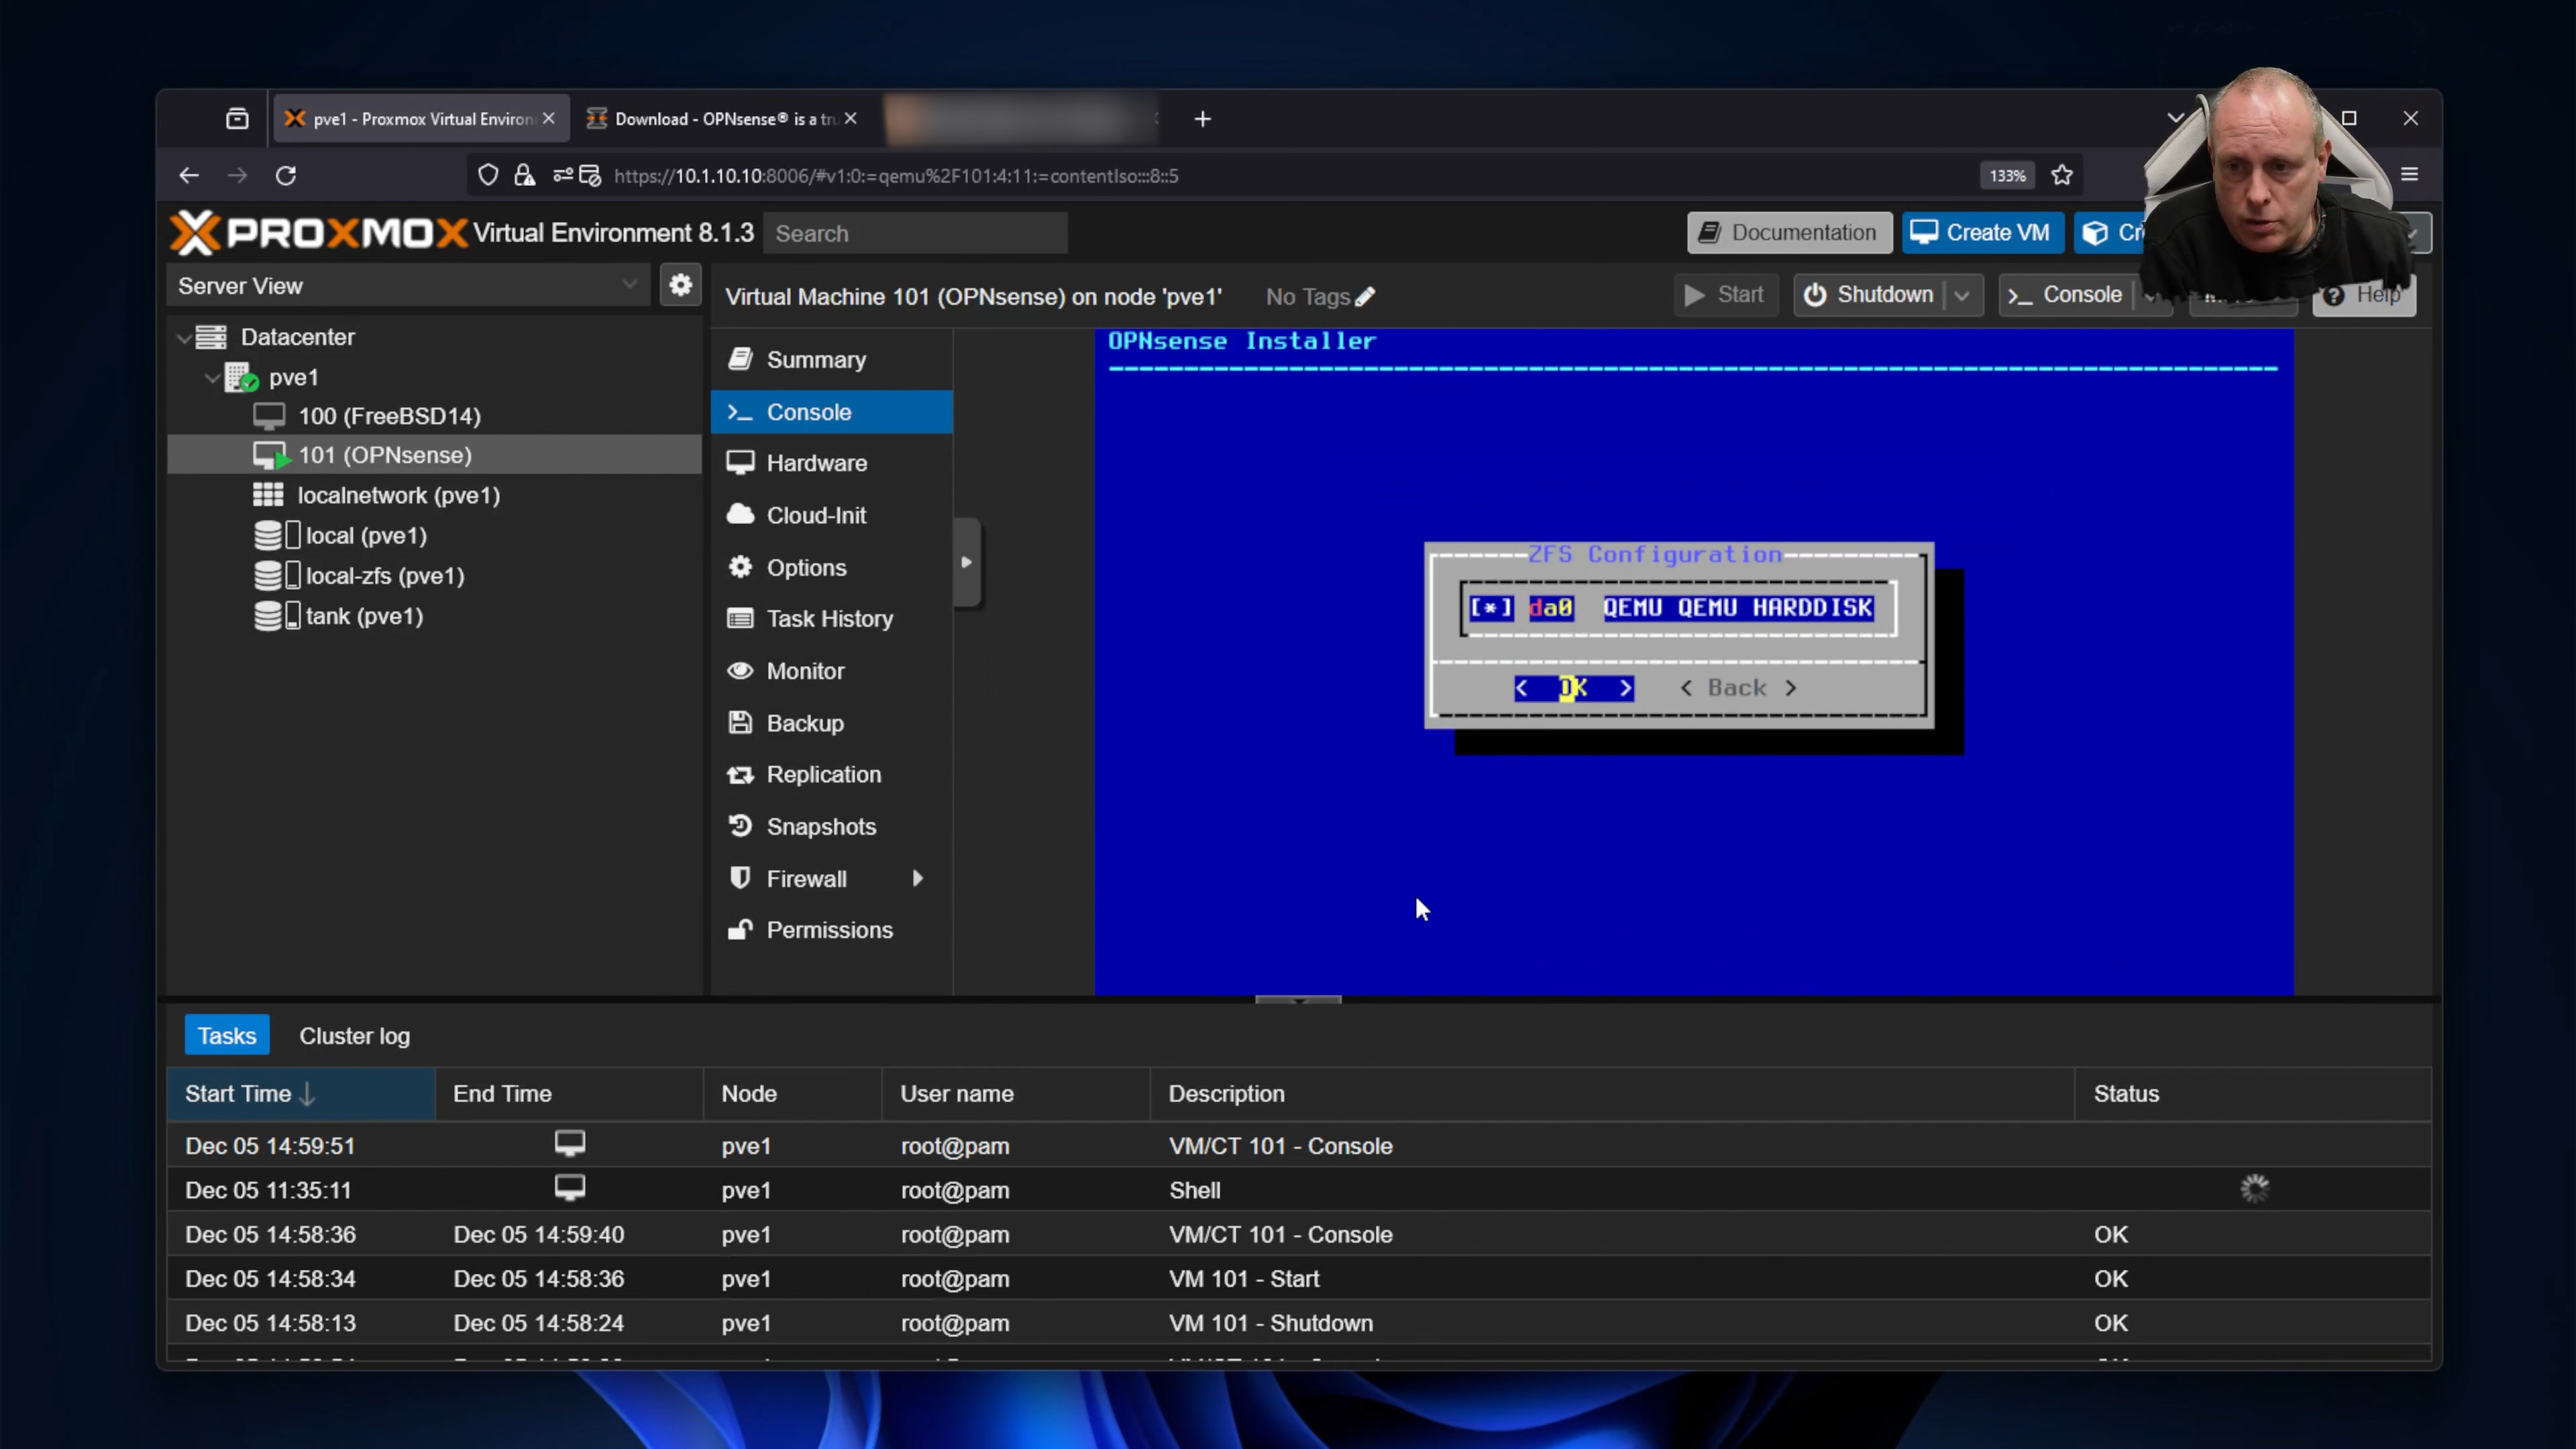 pve1 - Proxmox Virtual Environ
Download - OPNsense® is a tru
https://10.1.10.10:8006/#v1:0:=qemu%2F101:4:11:=contentIso:::8::5
133%
PROXMOX Virtual Environment 8.1.3
Search
Documentation
Create VM
Server View
Virtual Machine 101 (OPNsense) on node 'pve1'
No Tags
Start
Shutdown
Console
Help
Datacenter
pve1
100 (FreeBSD14)
101 (OPNsense)
localnetwork (pve1)
local (pve1)
local-zfs (pve1)
tank (pve1)
Summary
Console
Hardware
Cloud-Init
Options
Task History
Monitor
Backup
Replication
Snapshots
Firewall
Permissions
OPNsense Installer
ZFS Configuration
[*] da0 QEMU QEMU HARDDISK
< OK > < Back >
Tasks
Cluster log
Start Time End Time Node User name Description Status
Dec 05 14:59:51 pve1 root@pam VM/CT 101 - Console
Dec 05 11:35:11 pve1 root@pam Shell
Dec 05 14:58:36 Dec 05 14:59:40 pve1 root@pam VM/CT 101 - Console OK
Dec 05 14:58:34 Dec 05 14:58:36 pve1 root@pam VM 101 - Start OK
Dec 05 14:58:13 Dec 05 14:58:24 pve1 root@pam VM 101 - Shutdown OK